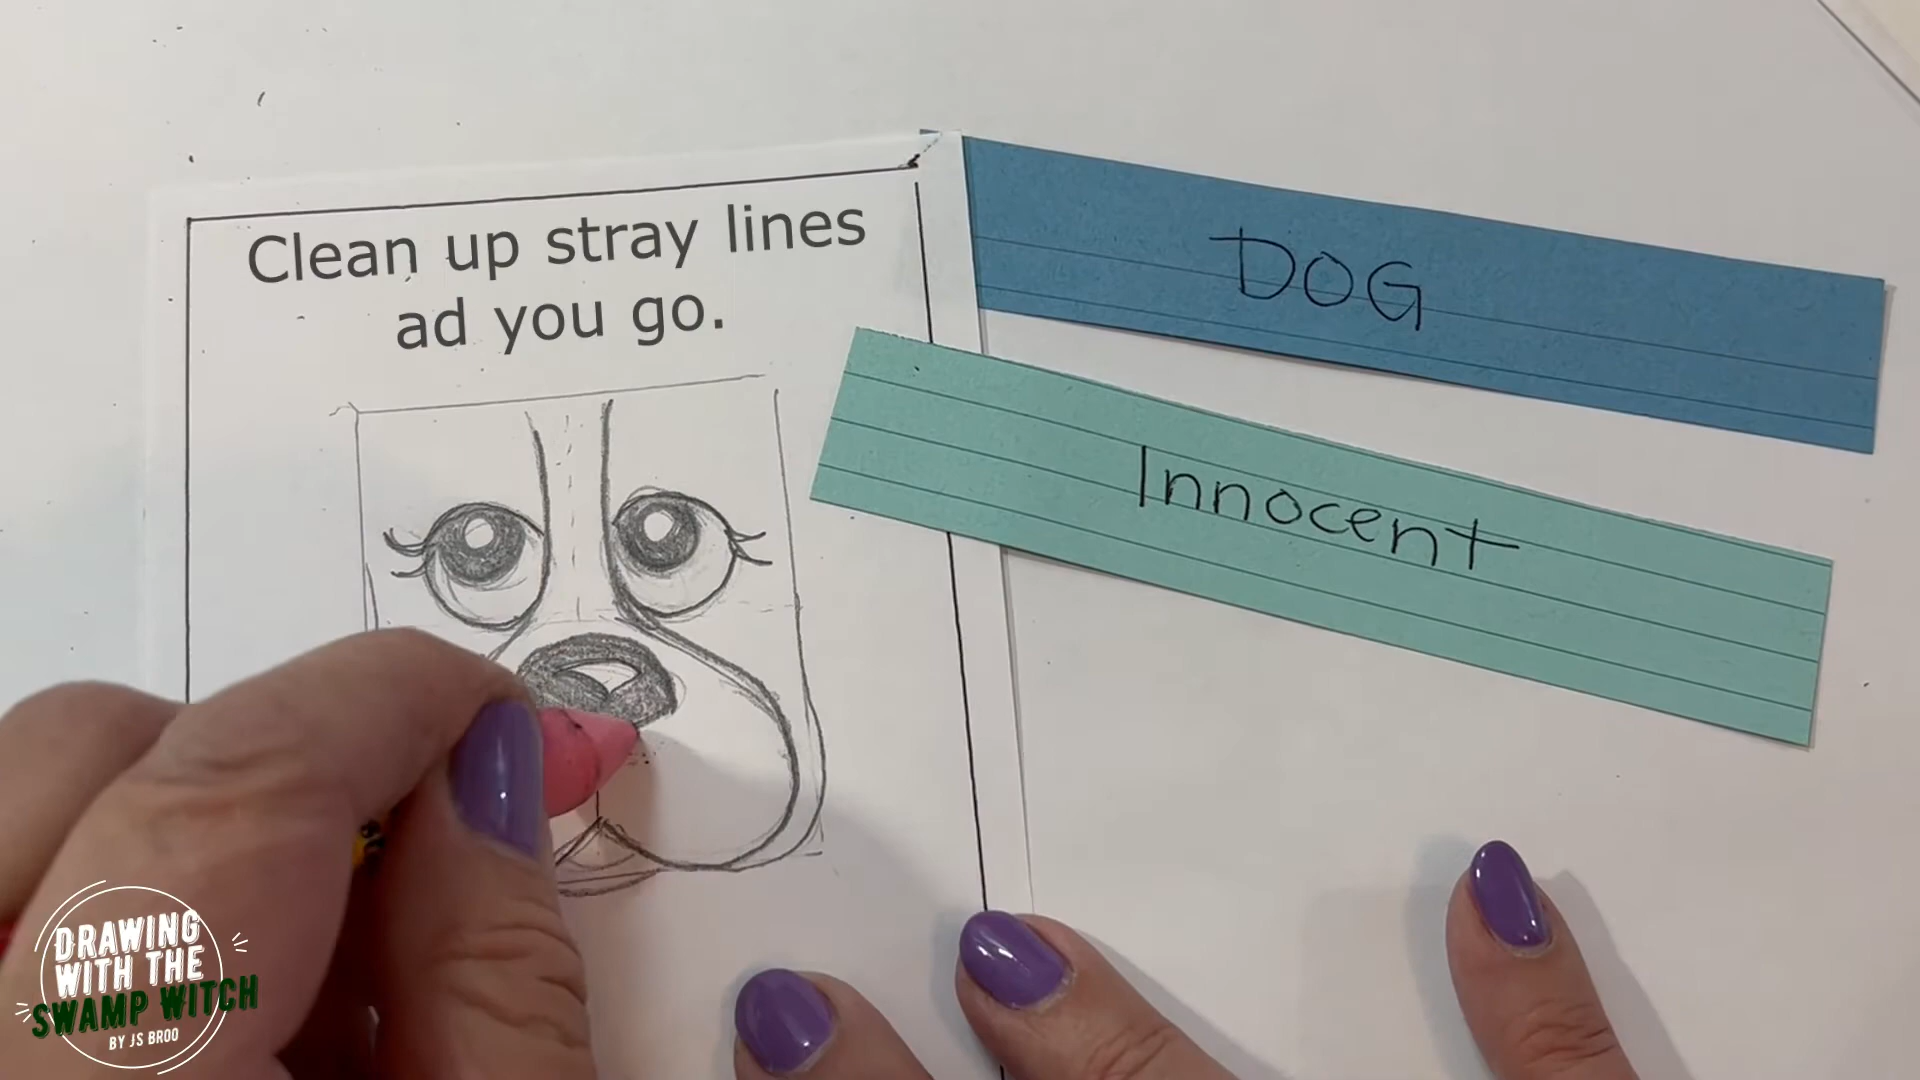 Clean up stray lines
ad you go.
DOG
Innocent
DRAWING
WITH THE
SWAMP WITCH
BY JS BROO